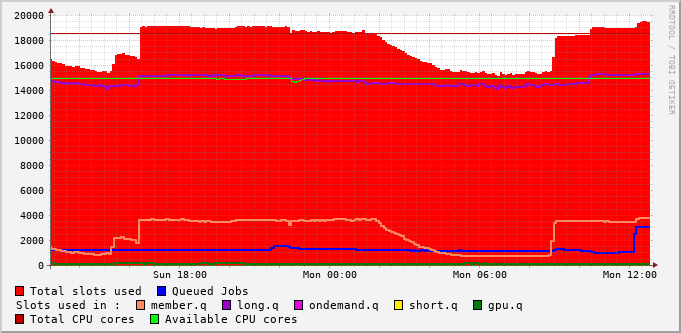 20000
18000
16000
14000
12000
10000
8000
6000
4000
2000
0
Sun 18:00 Mon 00:00 Mon 06:00 Mon 12:00
RRDTOOL / TOBI OETIKER
Total slots used Queued Jobs
Slots used in : member.q long.q ondemand.q short.q gpu.q
Total CPU cores Available CPU cores